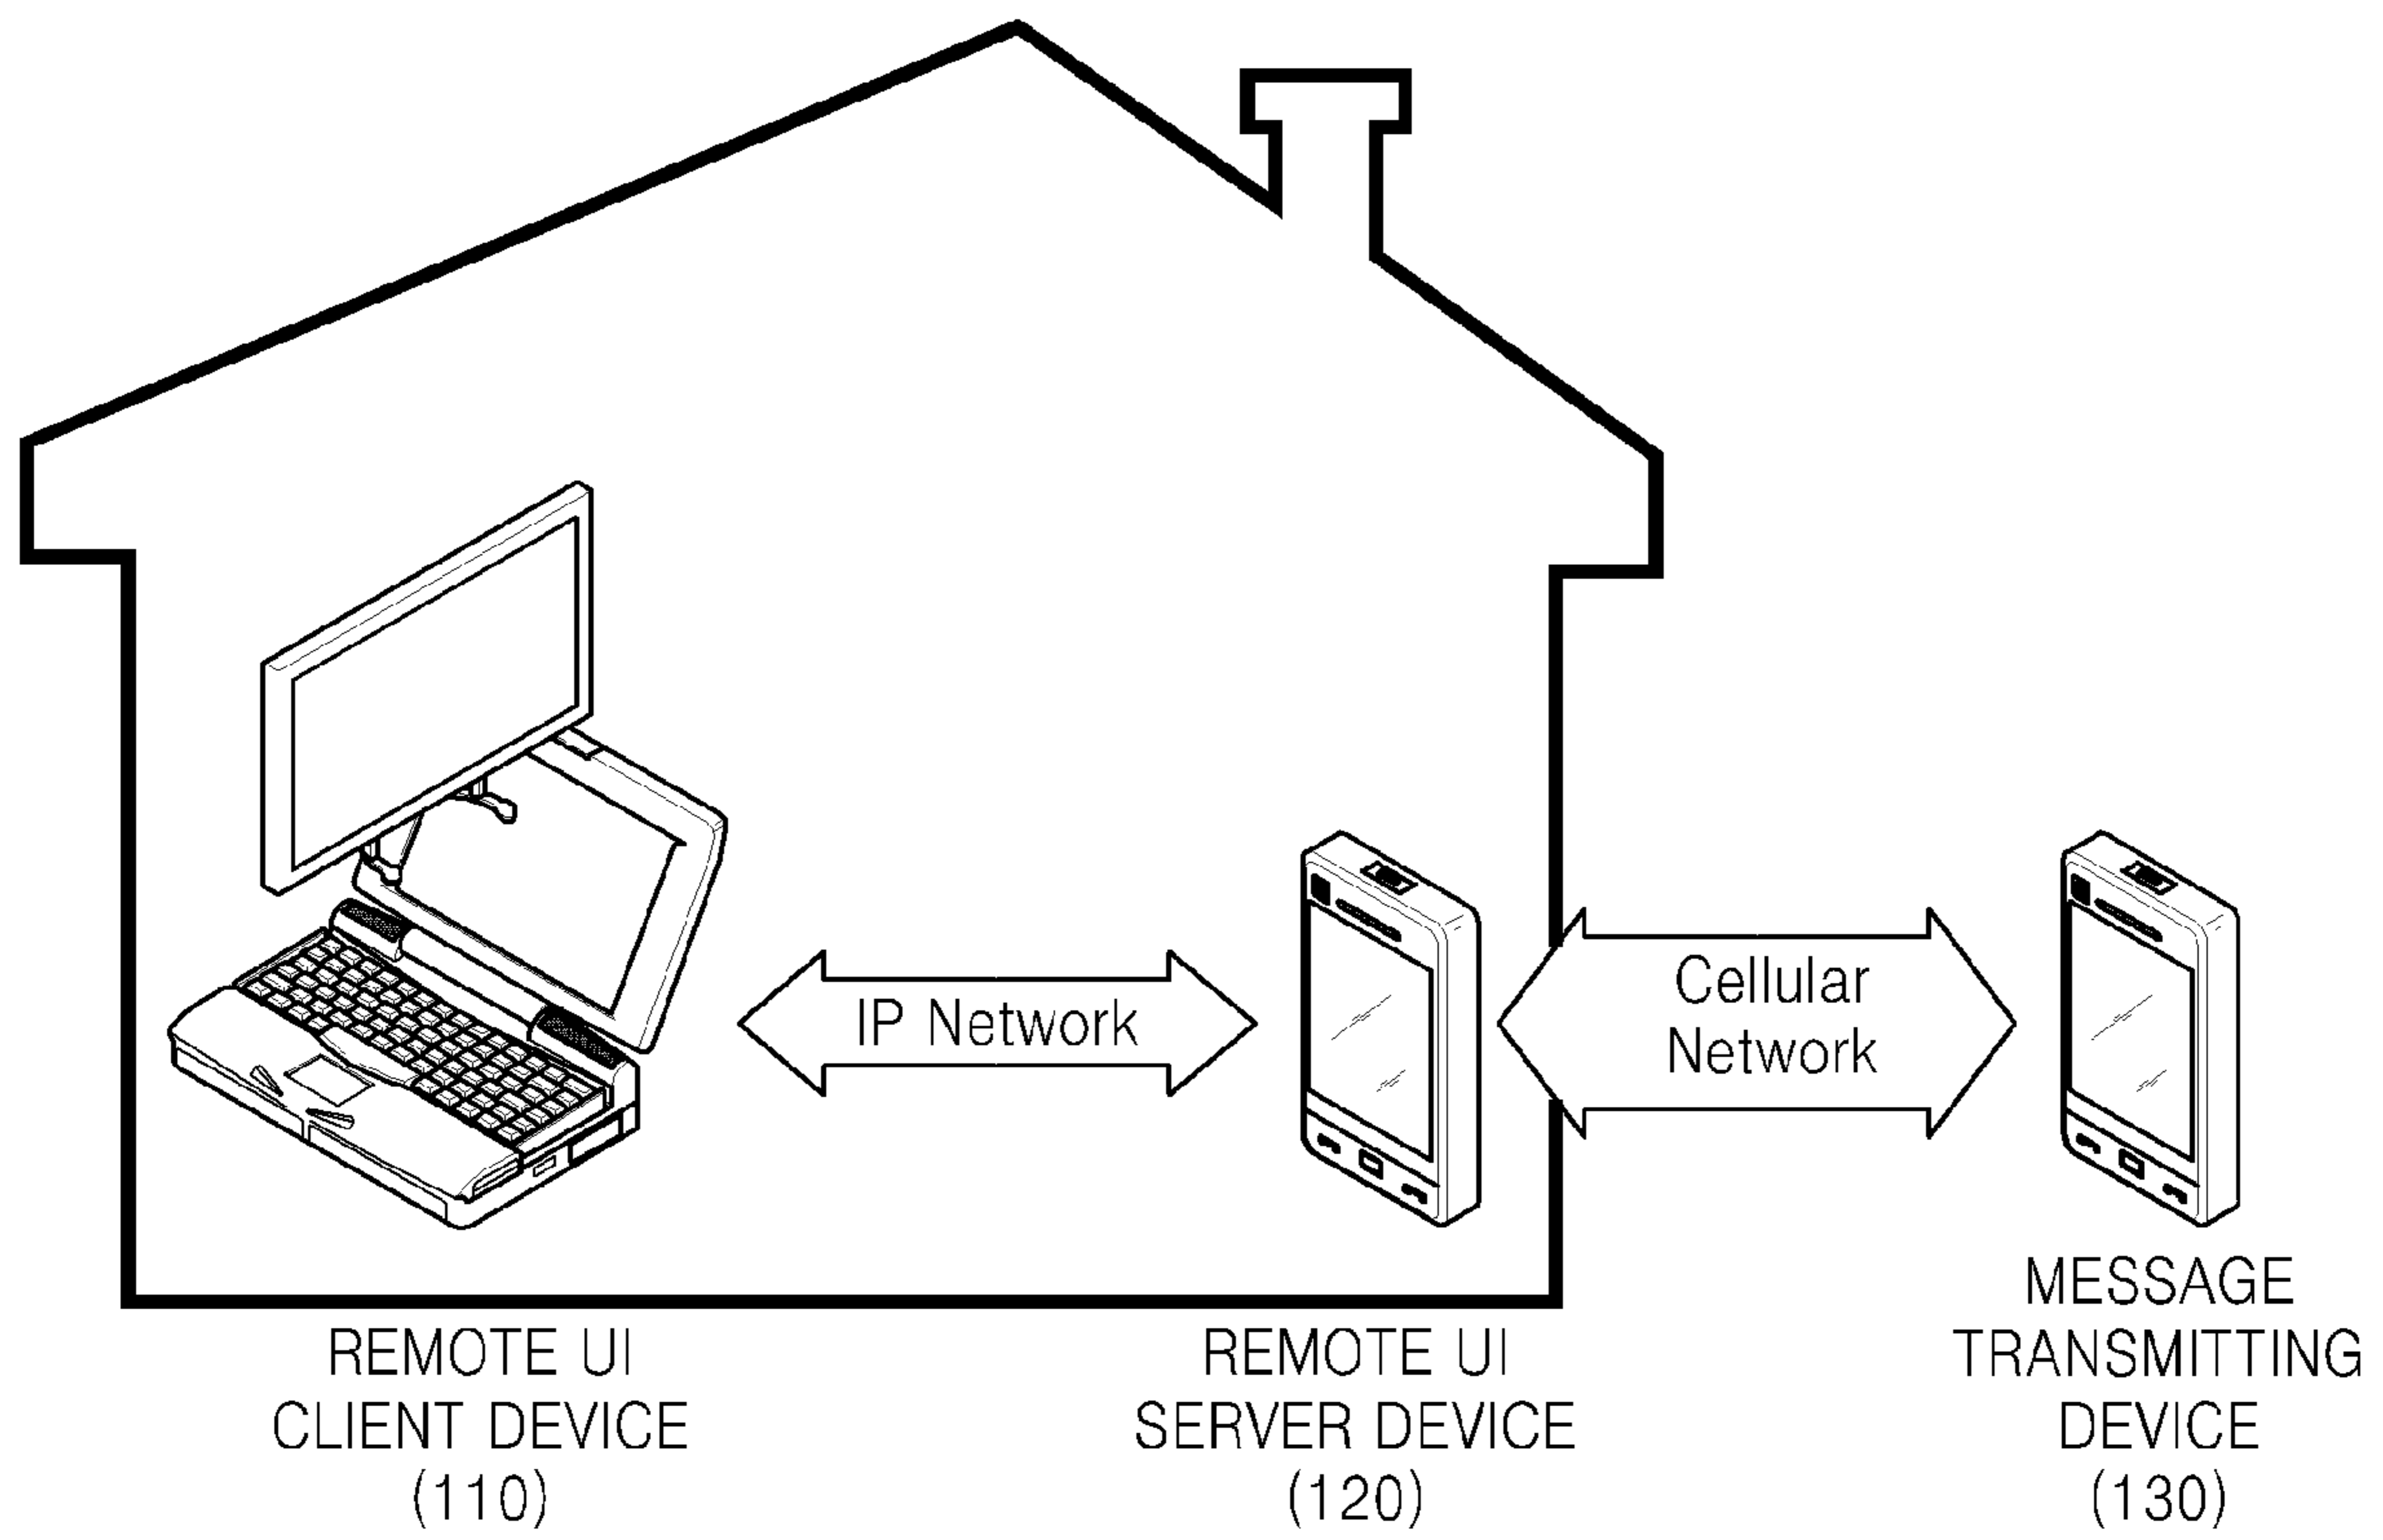 IP Network
Cellular
Network
REMOTE UI
CLIENT DEVICE
(110)
REMOTE UI
SERVER DEVICE
(120)
MESSAGE
TRANSMITTING
DEVICE
(130)